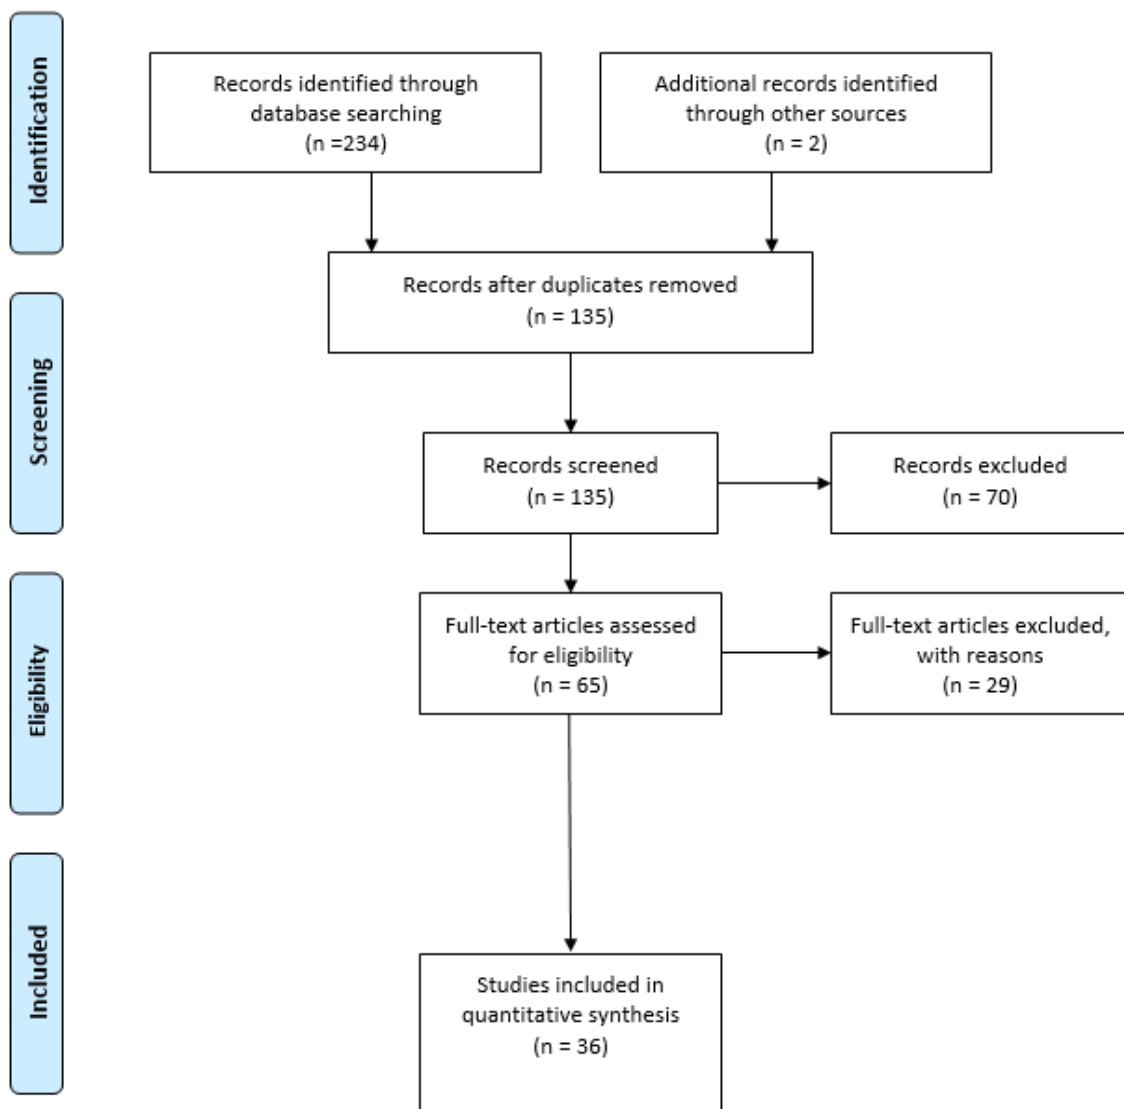 Identification
Records identified through
database searching
(n =234)
Additional records identified
through other sources
(n = 2)
Records after duplicates removed
(n = 135)
Screening
Records screened
(n = 135)
Records excluded
(n = 70)
Eligibility
Full-text articles assessed
for eligibility
(n = 65)
Full-text articles excluded,
with reasons
(n = 29)
Included
Studies included in
quantitative synthesis
(n = 36)